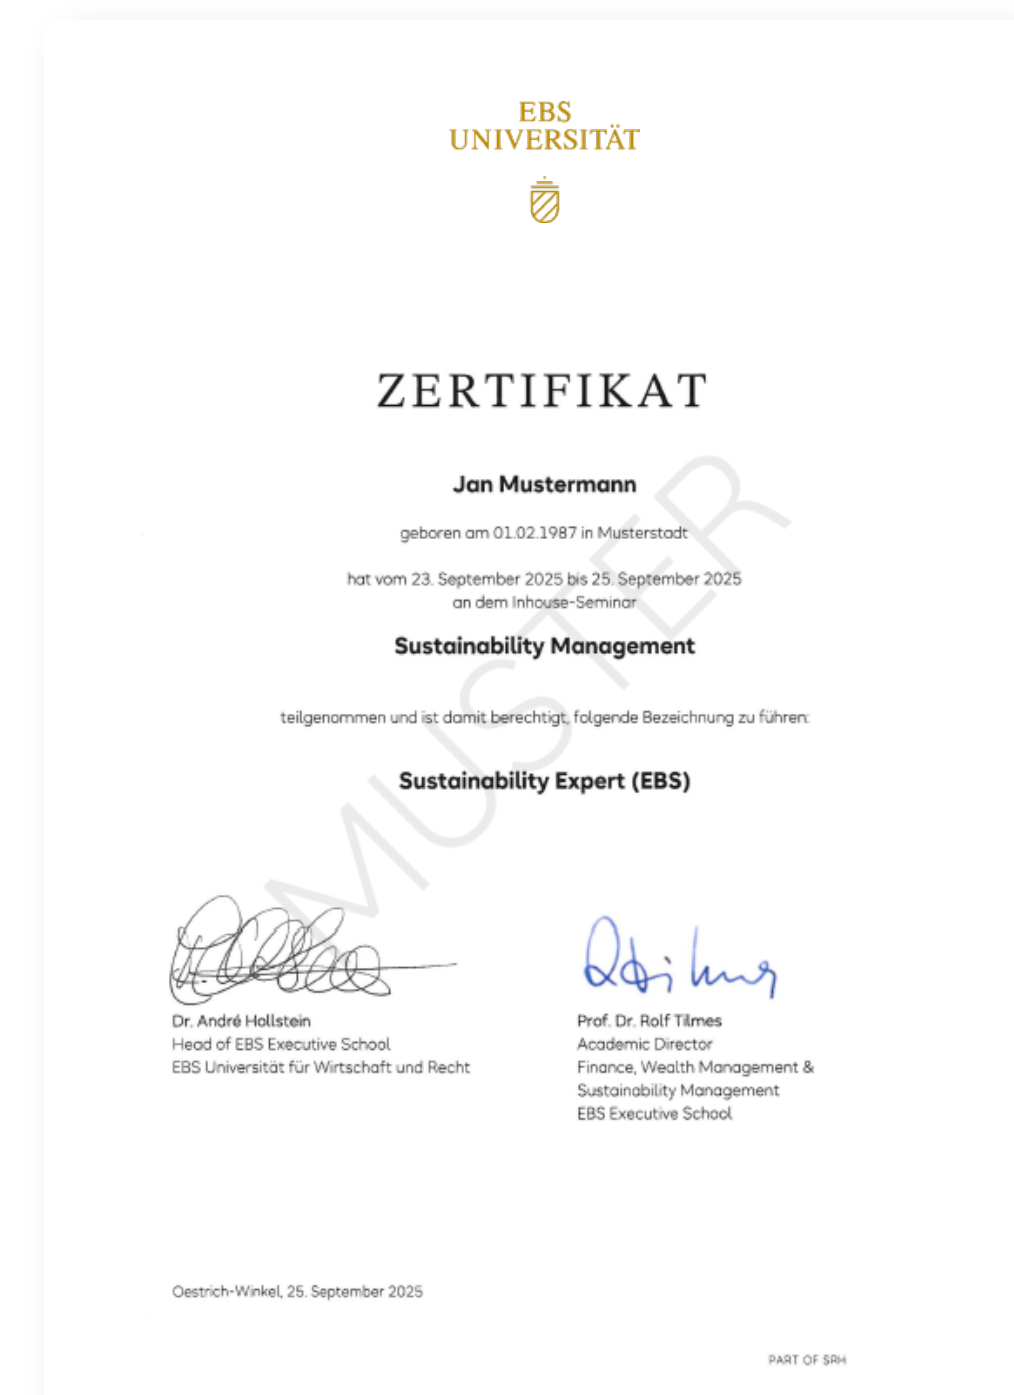 EBS
UNIVERSITÄT
ZERTIFIKAT
Jan Mustermann
geboren am 01.02.1987 in Musterstadt
hat vom 23. September 2025 bis 25. September 2025
an dem Inhouse-Seminar
Sustainability Management
teilgenommen und ist damit berechtigt, folgende Bezeichnung zu führen:
Sustainability Expert (EBS)
MUSTER
Dr. André Hollstein
Head of EBS Executive School
EBS Universität für Wirtschaft und Recht
Prof. Dr. Rolf Tilmes
Academic Director
Finance, Wealth Management &
Sustainability Management
EBS Executive School
Oestrich-Winkel, 25. September 2025
PART OF SRH